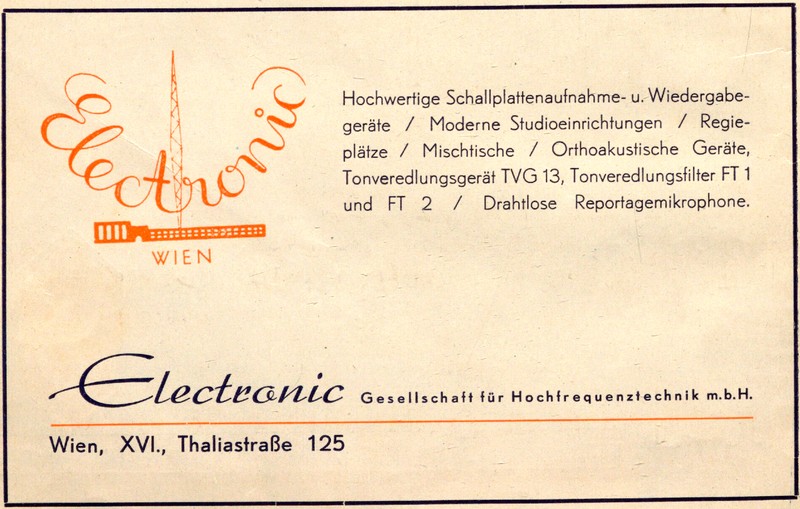 Electronic
WIEN
Hochwertige Schallplattenaufnahme- u. Wiedergabe-
geräte / Moderne Studioeinrichtungen / Regie-
plätze / Mischtische / Orthoakustische Geräte,
Tonveredlungsgerät TVG 13, Tonveredlungsfilter FT 1
und FT 2 / Drahtlose Reportagemikrophone.
Electronic Gesellschaft für Hochfrequenztechnik m.b.H.
Wien, XVI., Thaliastraße 125